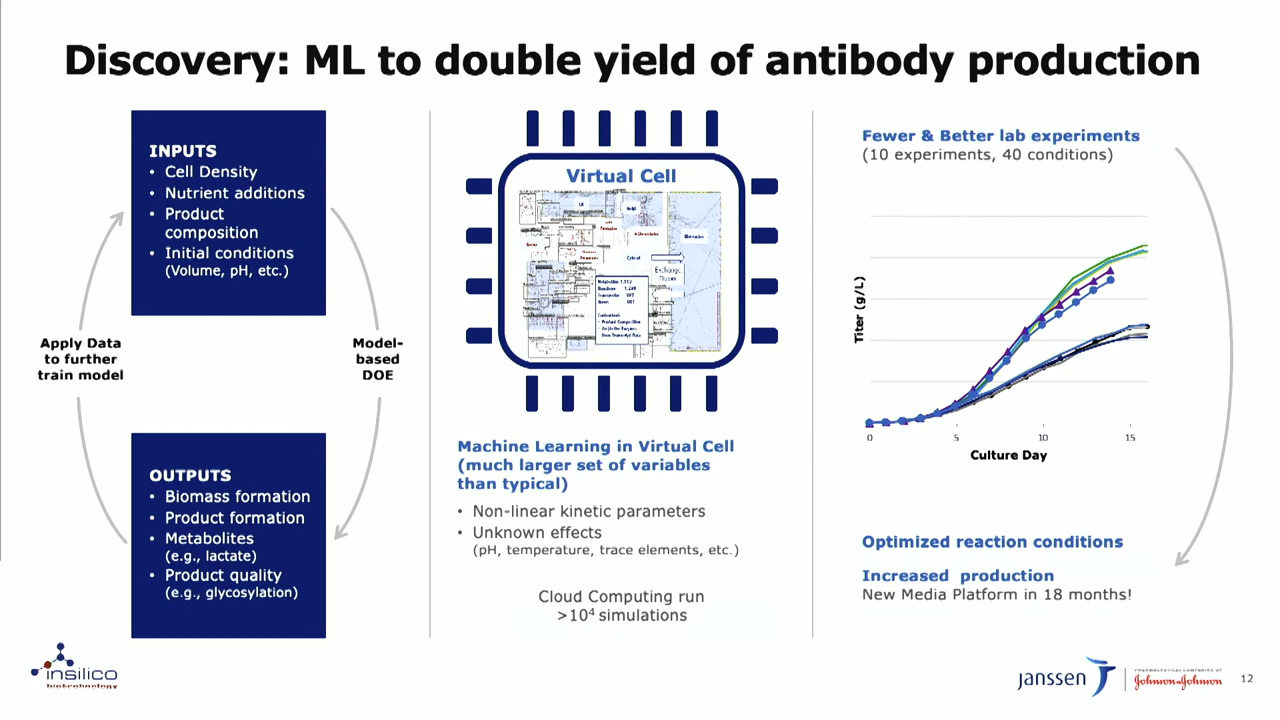 Discovery: ML to double yield of antibody production
INPUTS
• Cell Density
• Nutrient additions
• Product
composition
• Initial conditions
(Volume, pH, etc.)
Apply Data
to further
train model
Model-
based
DOE
OUTPUTS
• Biomass formation
• Product formation
• Metabolites
(e.g., lactate)
• Product quality
(e.g., glycosylation)
Virtual Cell
Exchange
Fluxes
Machine Learning in Virtual Cell
(much larger set of variables
than typical)
• Non-linear kinetic parameters
• Unknown effects
(pH, temperature, trace elements, etc.)
Cloud Computing run
>10⁴ simulations
Fewer & Better lab experiments
(10 experiments, 40 conditions)
Titer (g/L)
0 5 10 15
Culture Day
Optimized reaction conditions
Increased production
New Media Platform in 18 months!
insilico
biotechnology
janssen
PHARMACEUTICAL COMPANIES OF
Johnson & Johnson
12